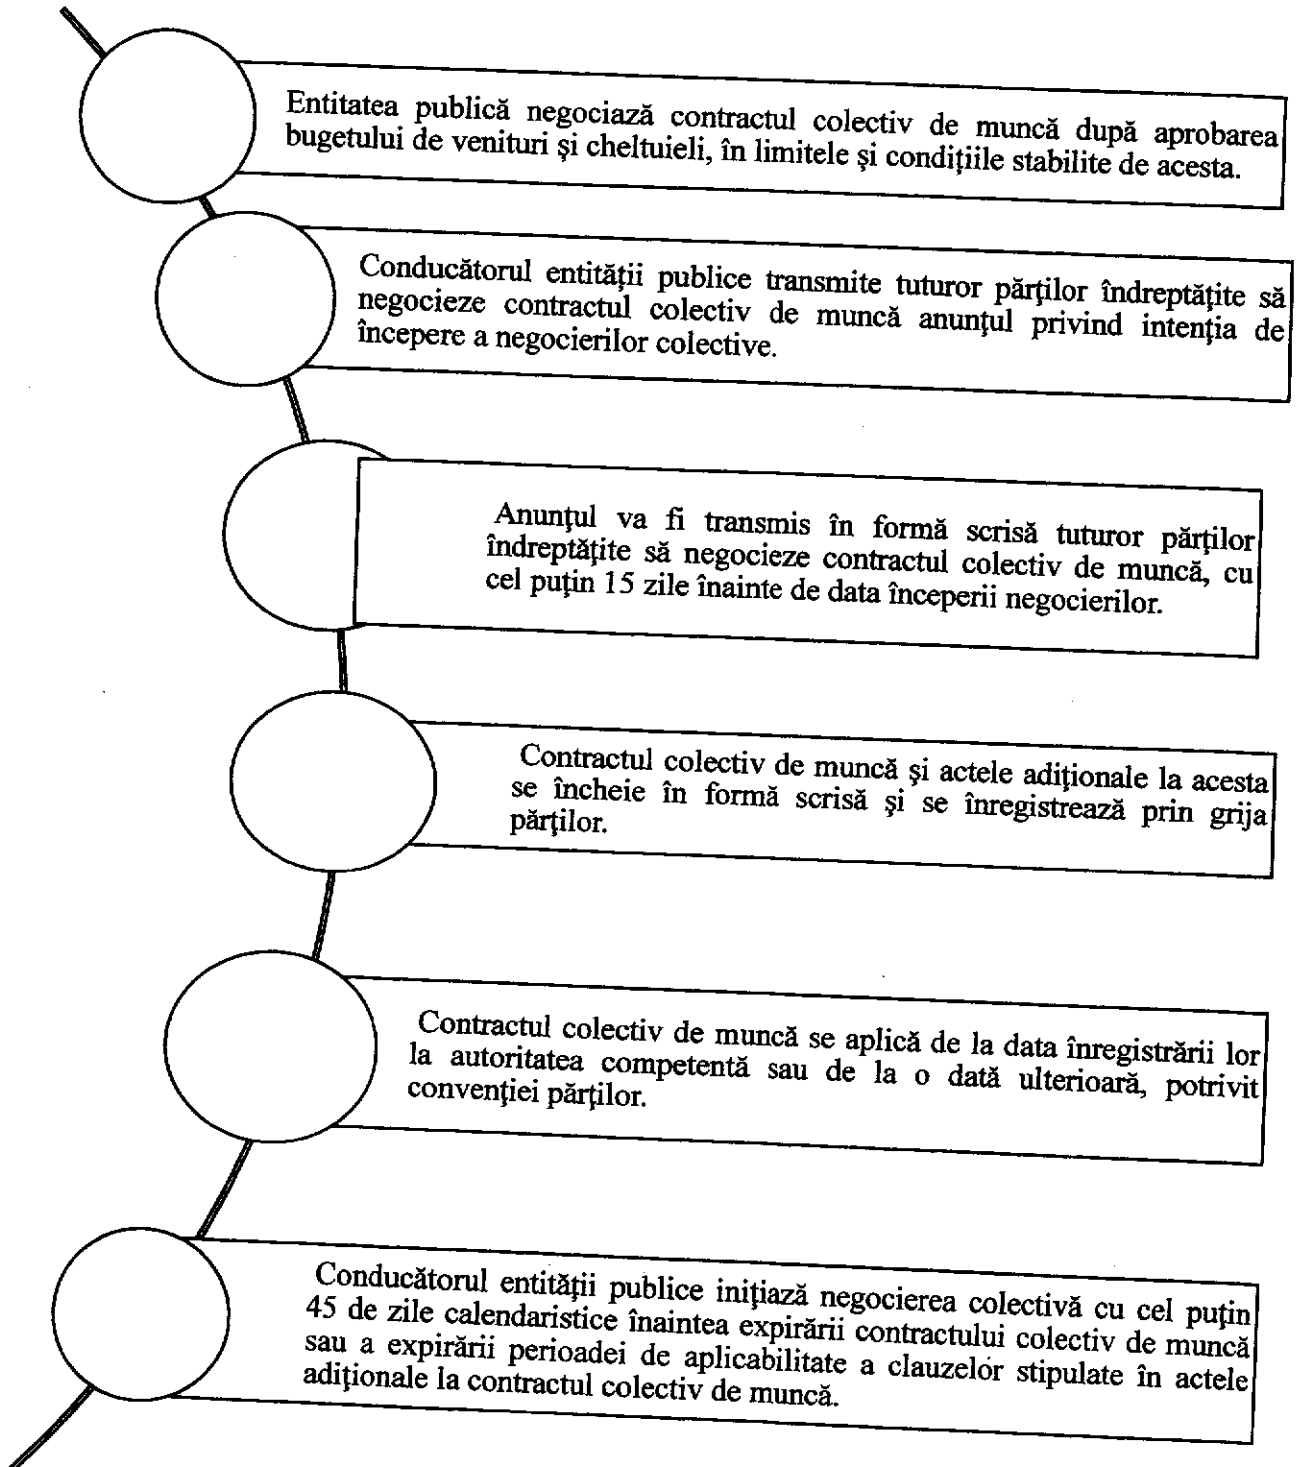 Entitatea publică negociază contractul colectiv de muncă după aprobarea
bugetului de venituri şi cheltuieli, în limitele şi condiţiile stabilite de acesta.
Conducătorul entităţii publice transmite tuturor părţilor îndreptăţite să
negocieze contractul colectiv de muncă anunţul privind intenţia de
începere a negocierilor colective.
Anunţul va fi transmis în formă scrisă tuturor părţilor
îndreptăţite să negocieze contractul colectiv de muncă, cu
cel puţin 15 zile înainte de data începerii negocierilor.
Contractul colectiv de muncă şi actele adiţionale la acesta
se încheie în formă scrisă şi se înregistrează prin grija
părţilor.
Contractul colectiv de muncă se aplică de la data înregistrării lor
la autoritatea competentă sau de la o dată ulterioară, potrivit
convenţiei părţilor.
Conducătorul entităţii publice iniţiază negocierea colectivă cu cel puţin
45 de zile calendaristice înaintea expirării contractului colectiv de muncă
sau a expirării perioadei de aplicabilitate a clauzelor stipulate în actele
adiţionale la contractul colectiv de muncă.